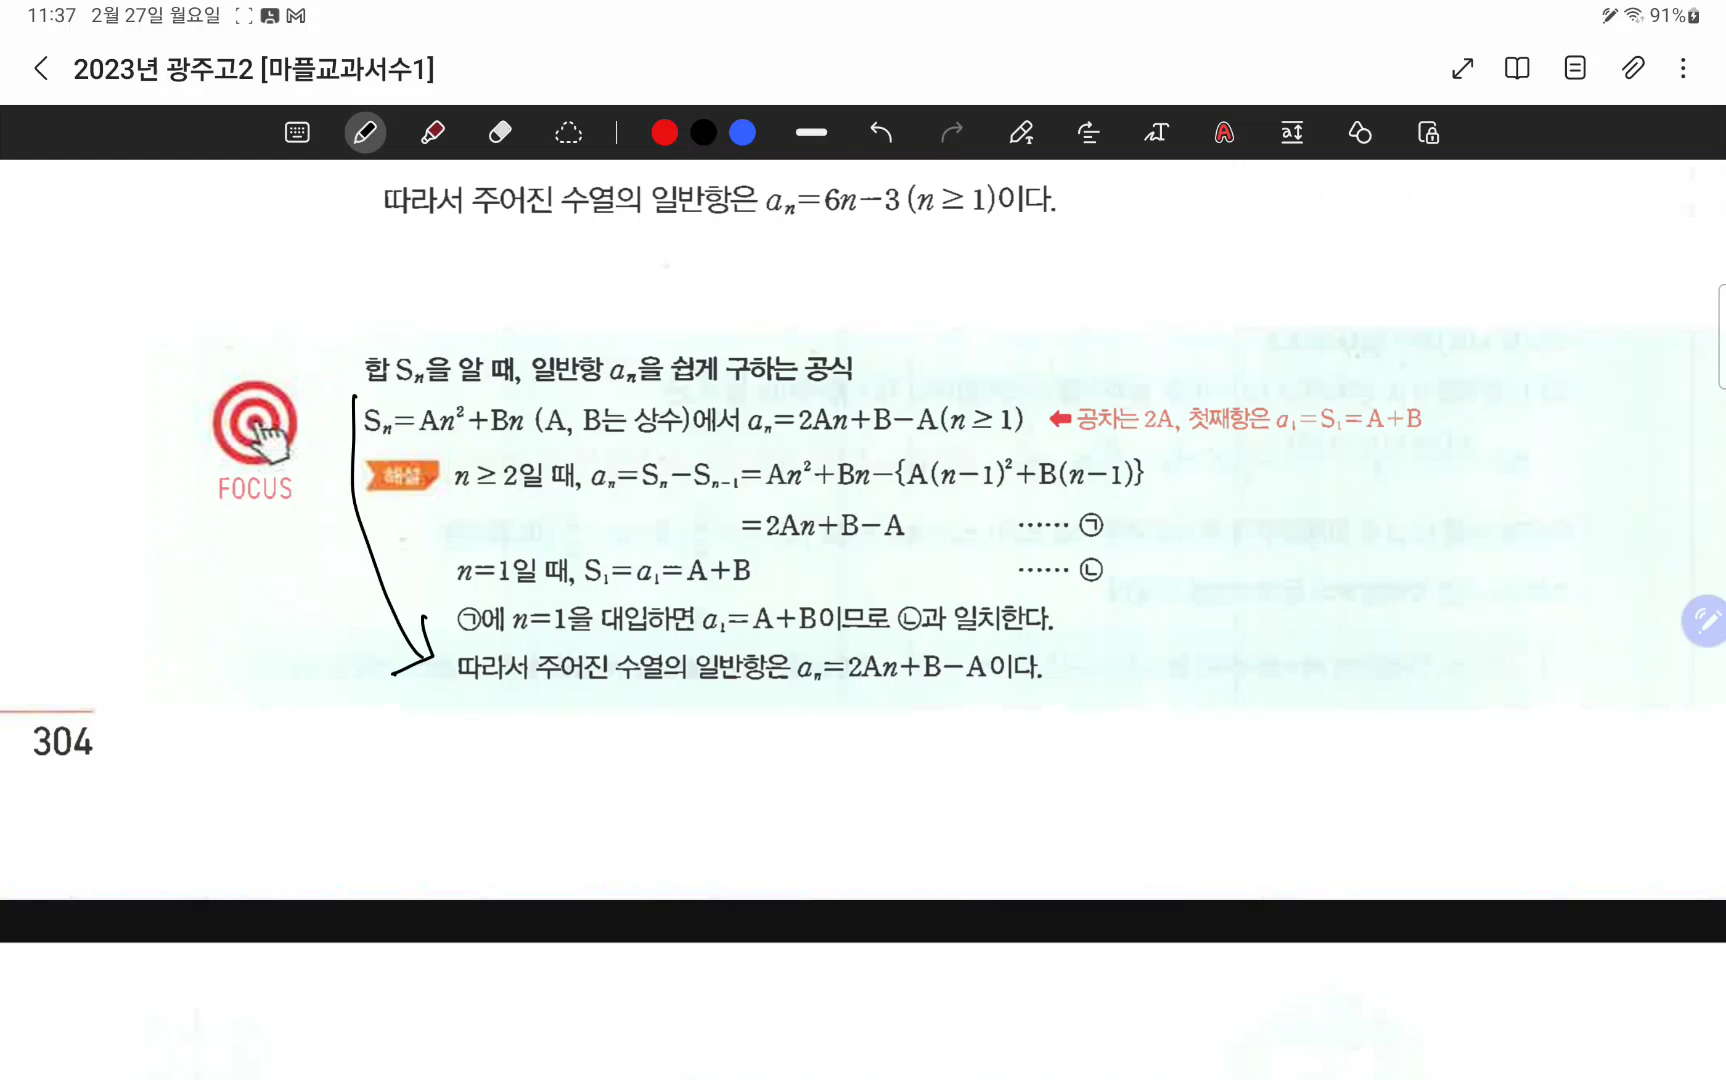 11:37 2월 27일 월요일
91%
2023년 광주고2 [마플교과서수1]
따라서 주어진 수열의 일반항은 aₙ=6n−3 (n ≥ 1)이다.
합 Sₙ을 알 때, 일반항 aₙ을 쉽게 구하는 공식
Sₙ=An²+Bn (A, B는 상수)에서 aₙ=2An+B−A(n ≥ 1) ⬅ 공차는 2A, 첫째항은 a₁=S₁=A+B
FOCUS
해설 n ≥ 2일 때, aₙ=Sₙ−Sₙ₋₁=An²+Bn−{A(n−1)²+B(n−1)}
=2An+B−A ⋯⋯ ㉠
n=1일 때, S₁=a₁=A+B ⋯⋯ ㉡
㉠에 n=1을 대입하면 a₁=A+B이므로 ㉡과 일치한다.
따라서 주어진 수열의 일반항은 aₙ=2An+B−A이다.
304